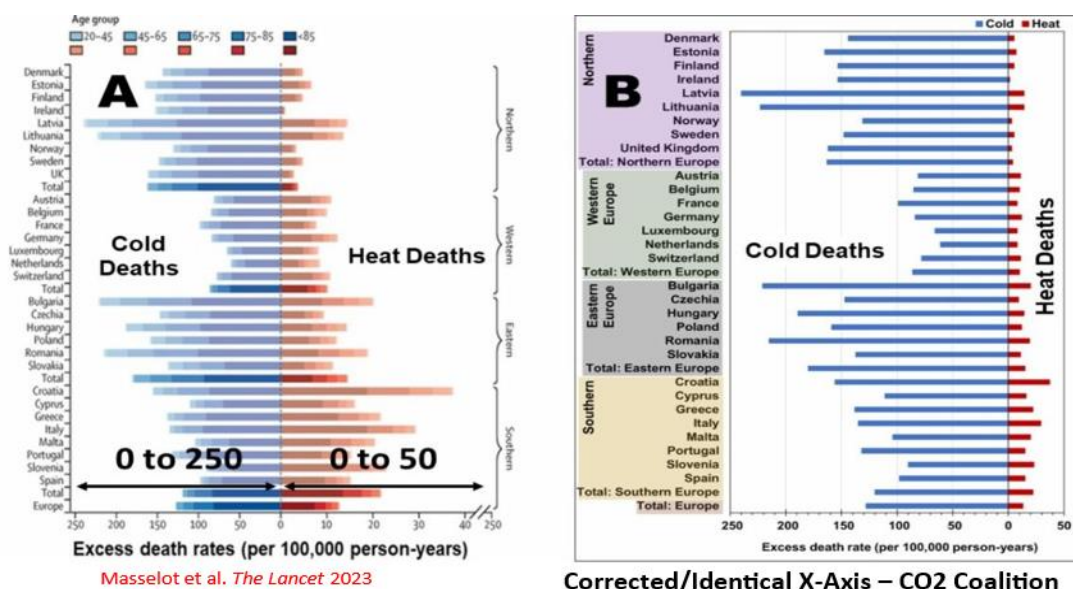 Age group
20–45 45–65 65–75 75–85 <85
A
Denmark
Estonia
Finland
Ireland
Latvia
Lithuania
Norway
Sweden
UK
Total
Northern
Austria
Belgium
France
Germany
Luxembourg
Netherlands
Switzerland
Total
Western
Bulgaria
Czechia
Hungary
Poland
Romania
Slovakia
Total
Eastern
Croatia
Cyprus
Greece
Italy
Malta
Portugal
Slovenia
Spain
Total
Europe
Southern
Cold
Deaths
Heat Deaths
0 to 250
0 to 50
250 200 150 100 50 0 10 20 30 40 250
Excess death rates (per 100,000 person-years)
Masselot et al. The Lancet 2023
Cold Heat
B
Northern
Denmark
Estonia
Finland
Ireland
Latvia
Lithuania
Norway
Sweden
United Kingdom
Total: Northern Europe
Western
Europe
Austria
Belgium
France
Germany
Luxembourg
Netherlands
Switzerland
Total: Western Europe
Eastern
Europe
Bulgaria
Czechia
Hungary
Poland
Romania
Slovakia
Total: Eastern Europe
Southern
Croatia
Cyprus
Greece
Italy
Malta
Portugal
Slovenia
Spain
Total: Southern Europe
Total: Europe
Cold Deaths
Heat Deaths
250 200 150 100 50 0 50
Excess death rate (per 100,000 person-years)
Corrected/Identical X-Axis – CO2 Coalition